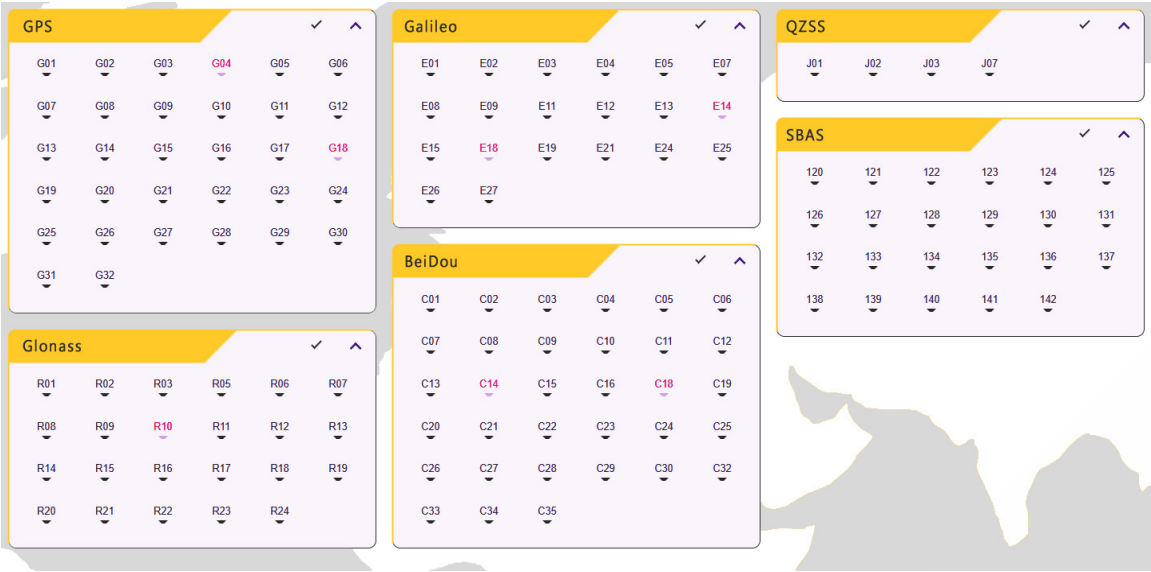 GPS
G01 G02 G03 G04 G05 G06
G07 G08 G09 G10 G11 G12
G13 G14 G15 G16 G17 G18
G19 G20 G21 G22 G23 G24
G25 G26 G27 G28 G29 G30
G31 G32
Glonass
R01 R02 R03 R05 R06 R07
R08 R09 R10 R11 R12 R13
R14 R15 R16 R17 R18 R19
R20 R21 R22 R23 R24
Galileo
E01 E02 E03 E04 E05 E07
E08 E09 E11 E12 E13 E14
E15 E18 E19 E21 E24 E25
E26 E27
BeiDou
C01 C02 C03 C04 C05 C06
C07 C08 C09 C10 C11 C12
C13 C14 C15 C16 C18 C19
C20 C21 C22 C23 C24 C25
C26 C27 C28 C29 C30 C32
C33 C34 C35
QZSS
J01 J02 J03 J07
SBAS
120 121 122 123 124 125
126 127 128 129 130 131
132 133 134 135 136 137
138 139 140 141 142